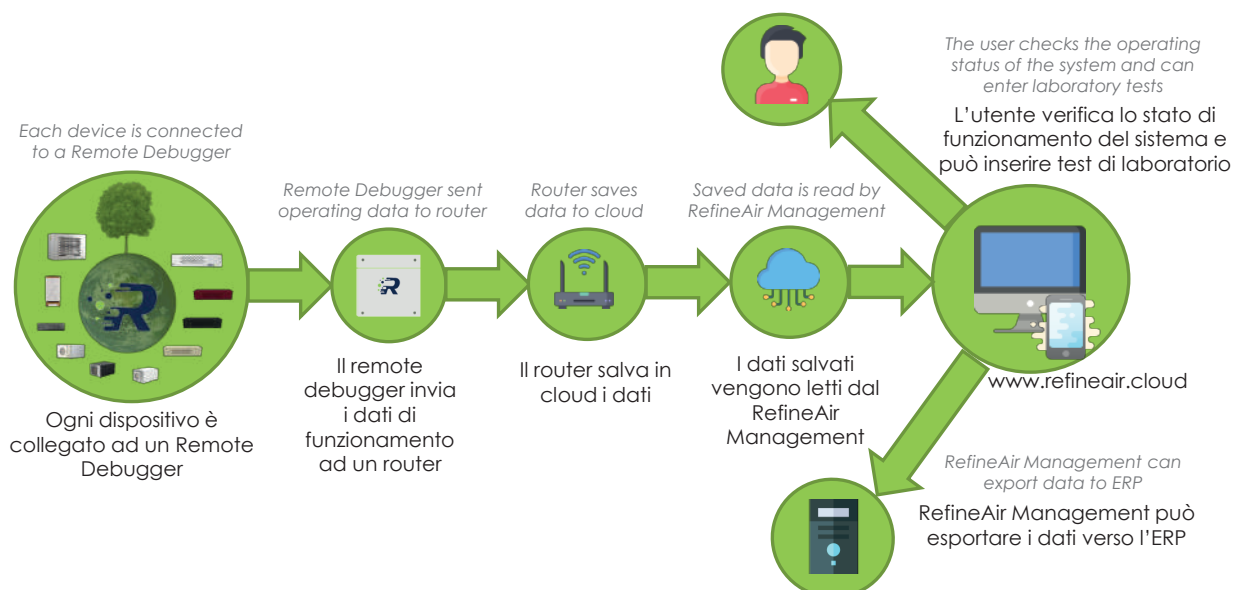 Each device is connected
to a Remote Debugger
Ogni dispositivo è
collegato ad un Remote
Debugger
Remote Debugger sent
operating data to router
R
Il remote
debugger invia
i dati di
funzionamento
ad un router
Router saves
data to cloud
Il router salva in
cloud i dati
Saved data is read by
RefineAir Management
I dati salvati
vengono letti dal
RefineAir
Management
The user checks the operating
status of the system and can
enter laboratory tests
L’utente verifica lo stato di
funzionamento del sistema e
può inserire test di laboratorio
www.refineair.cloud
RefineAir Management can
export data to ERP
RefineAir Management può
esportare i dati verso l’ERP